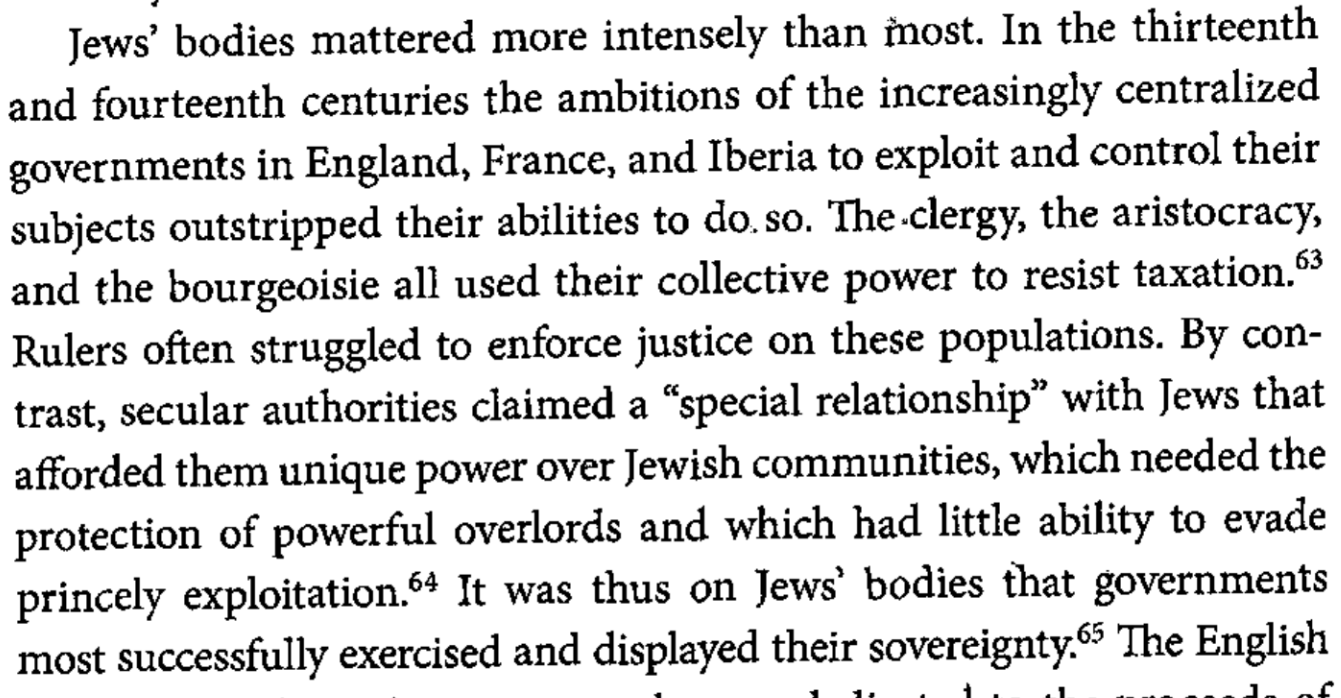 Jews’ bodies mattered more intensely than most. In the thirteenth
and fourteenth centuries the ambitions of the increasingly centralized
governments in England, France, and Iberia to exploit and control their
subjects outstripped their abilities to do so. The clergy, the aristocracy,
and the bourgeoisie all used their collective power to resist taxation.63
Rulers often struggled to enforce justice on these populations. By con-
trast, secular authorities claimed a “special relationship” with Jews that
afforded them unique power over Jewish communities, which needed the
protection of powerful overlords and which had little ability to evade
princely exploitation.64 It was thus on Jews’ bodies that governments
most successfully exercised and displayed their sovereignty.65 The English